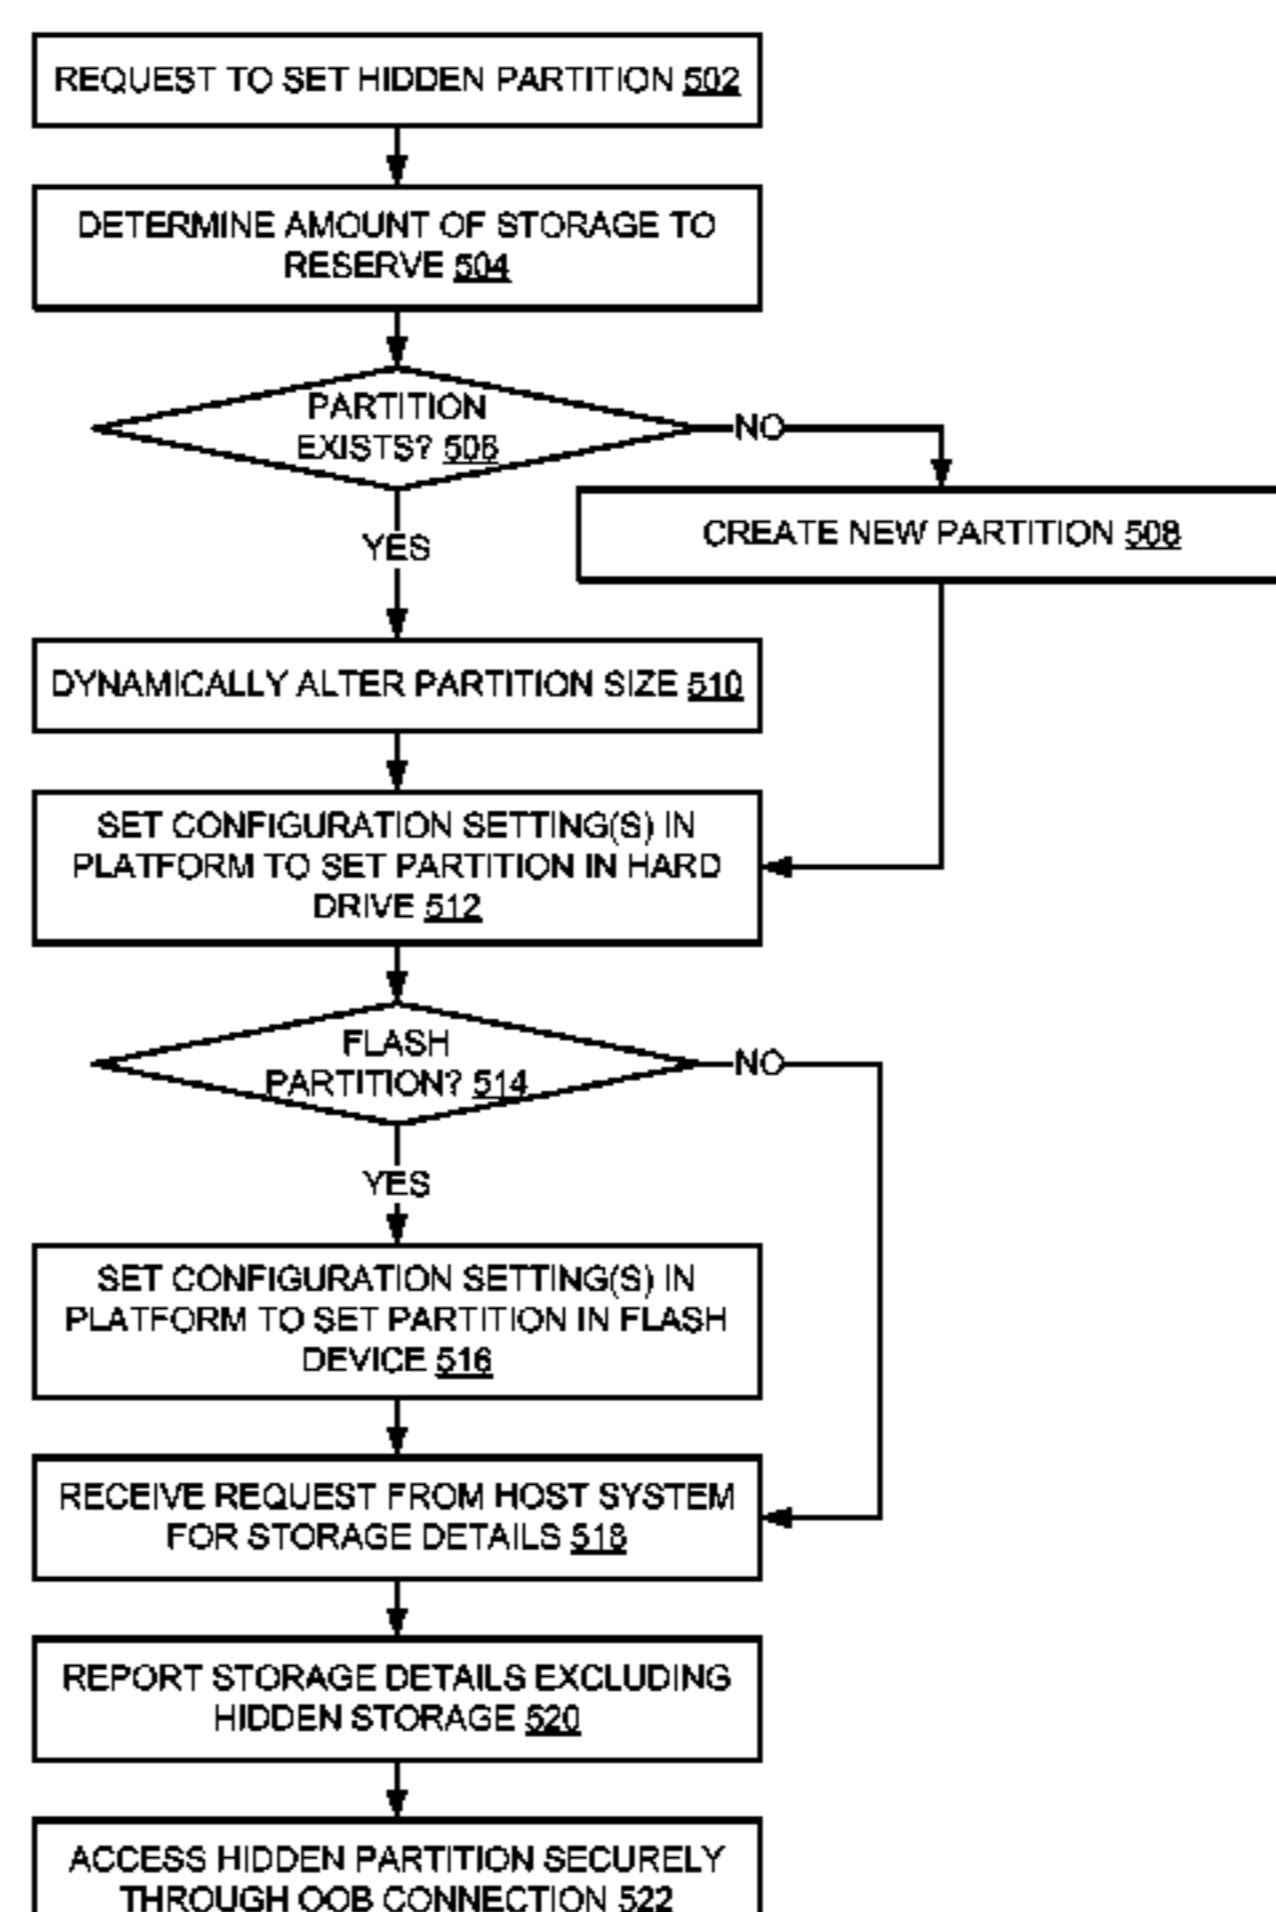 REQUEST TO SET HIDDEN PARTITION 502
DETERMINE AMOUNT OF STORAGE TO
RESERVE 504
PARTITION
EXISTS? 506
NO
CREATE NEW PARTITION 508
YES
DYNAMICALLY ALTER PARTITION SIZE 510
SET CONFIGURATION SETTING(S) IN
PLATFORM TO SET PARTITION IN HARD
DRIVE 512
FLASH
PARTITION? 514
NO
YES
SET CONFIGURATION SETTING(S) IN
PLATFORM TO SET PARTITION IN FLASH
DEVICE 516
RECEIVE REQUEST FROM HOST SYSTEM
FOR STORAGE DETAILS 518
REPORT STORAGE DETAILS EXCLUDING
HIDDEN STORAGE 520
ACCESS HIDDEN PARTITION SECURELY
THROUGH OOB CONNECTION 522